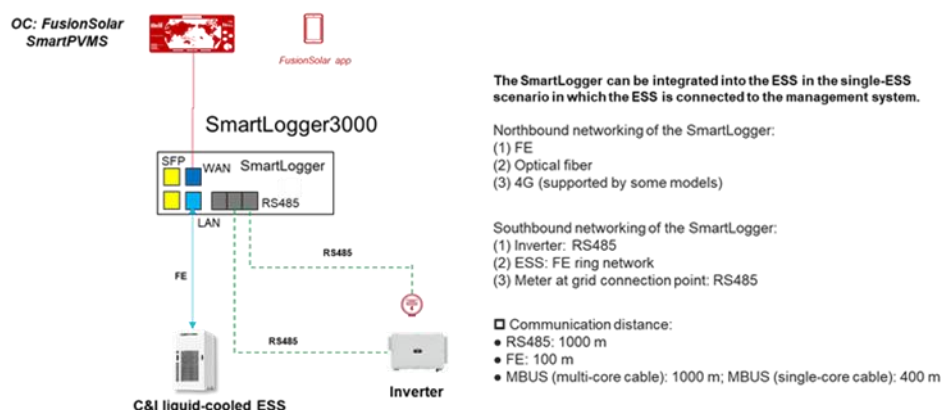 OC: FusionSolar
SmartPVMS
FusionSolar app
SmartLogger3000
SFP
WAN
SmartLogger
RS485
LAN
RS485
FE
RS485
Inverter
C&I liquid-cooled ESS
The SmartLogger can be integrated into the ESS in the single-ESS
scenario in which the ESS is connected to the management system.
Northbound networking of the SmartLogger:
(1) FE
(2) Optical fiber
(3) 4G (supported by some models)
Southbound networking of the SmartLogger:
(1) Inverter: RS485
(2) ESS: FE ring network
(3) Meter at grid connection point: RS485
Communication distance:
● RS485: 1000 m
● FE: 100 m
● MBUS (multi-core cable): 1000 m; MBUS (single-core cable): 400 m